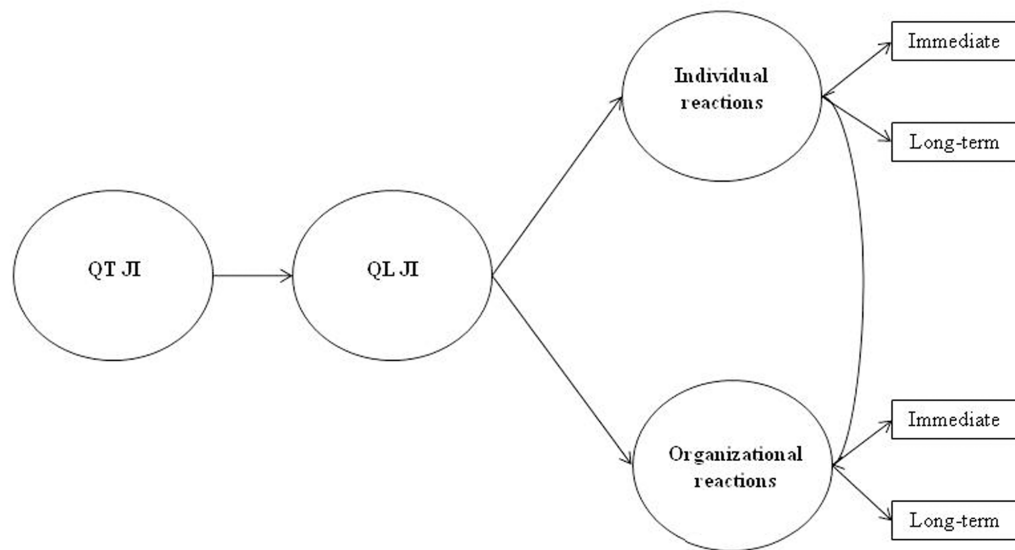 QT JI
QL JI
Individual
reactions
Immediate
Long-term
Organizational
reactions
Immediate
Long-term